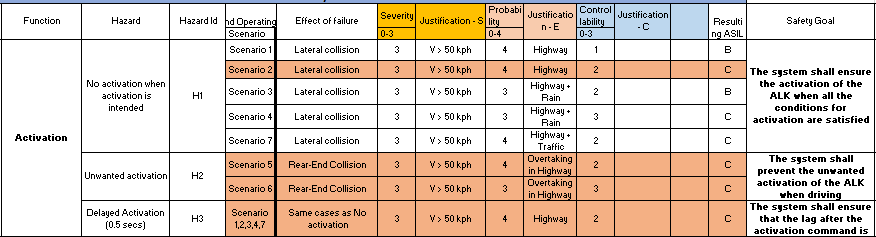 Function Hazard Hazard Id nd Operating Scenario Effect of failure Severity 0-3 Justification - S Probabi lity 0-4 Justificatio n - E Control lability 0-3 Justification - C Resulti ng ASIL Safety Goal
Activation
No activation when activation is intended H1
Scenario 1 Lateral collision 3 V > 50 kph 4 Highway 1 B
Scenario 2 Lateral collision 3 V > 50 kph 4 Highway 2 C
Scenario 3 Lateral collision 3 V > 50 kph 3 Highway + Rain 2 B
Scenario 4 Lateral collision 3 V > 50 kph 3 Highway + Rain 3 C
Scenario 7 Lateral collision 3 V > 50 kph 4 Highway + Traffic 2 C
The system shall ensure
the activation of the
ALK when all the
conditions for
activation are satisfied
Unwanted activation H2
Scenario 5 Rear-End Collision 3 V > 50 kph 4 Overtaking in Highway 2 C
Scenario 6 Rear-End Collision 3 V > 50 kph 3 Overtaking in Highway 3 C
The system shall
prevent the unwanted
activation of the ALK
when driving
Delayed Activation (0.5 secs) H3 Scenario 1,2,3,4,7 Same cases as No activation 3 V > 50 kph 4 Highway 2 C
The system shall ensure
that the lag after the
activation command is